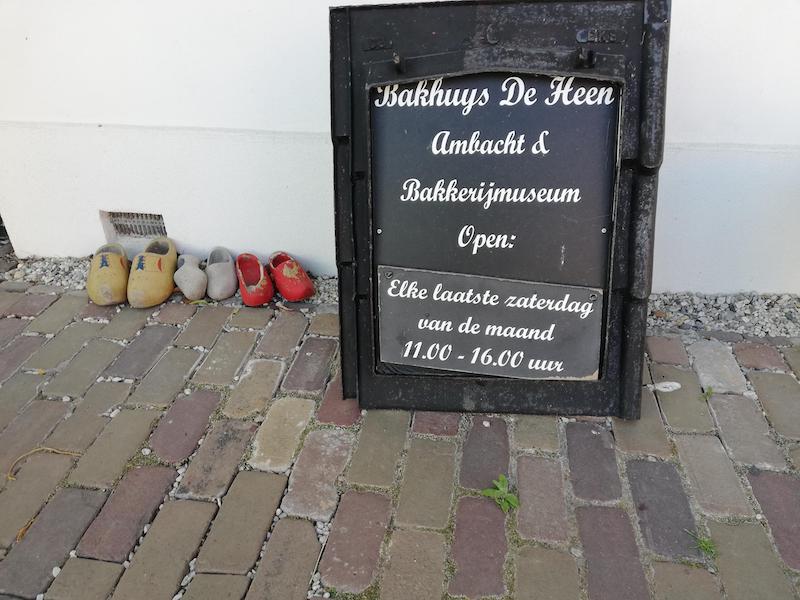 Bakhuys De Heen
Ambacht &
Bakkerijmuseum
Open:
Elke laatste zaterdag
van de maand
11.00 - 16.00 uur